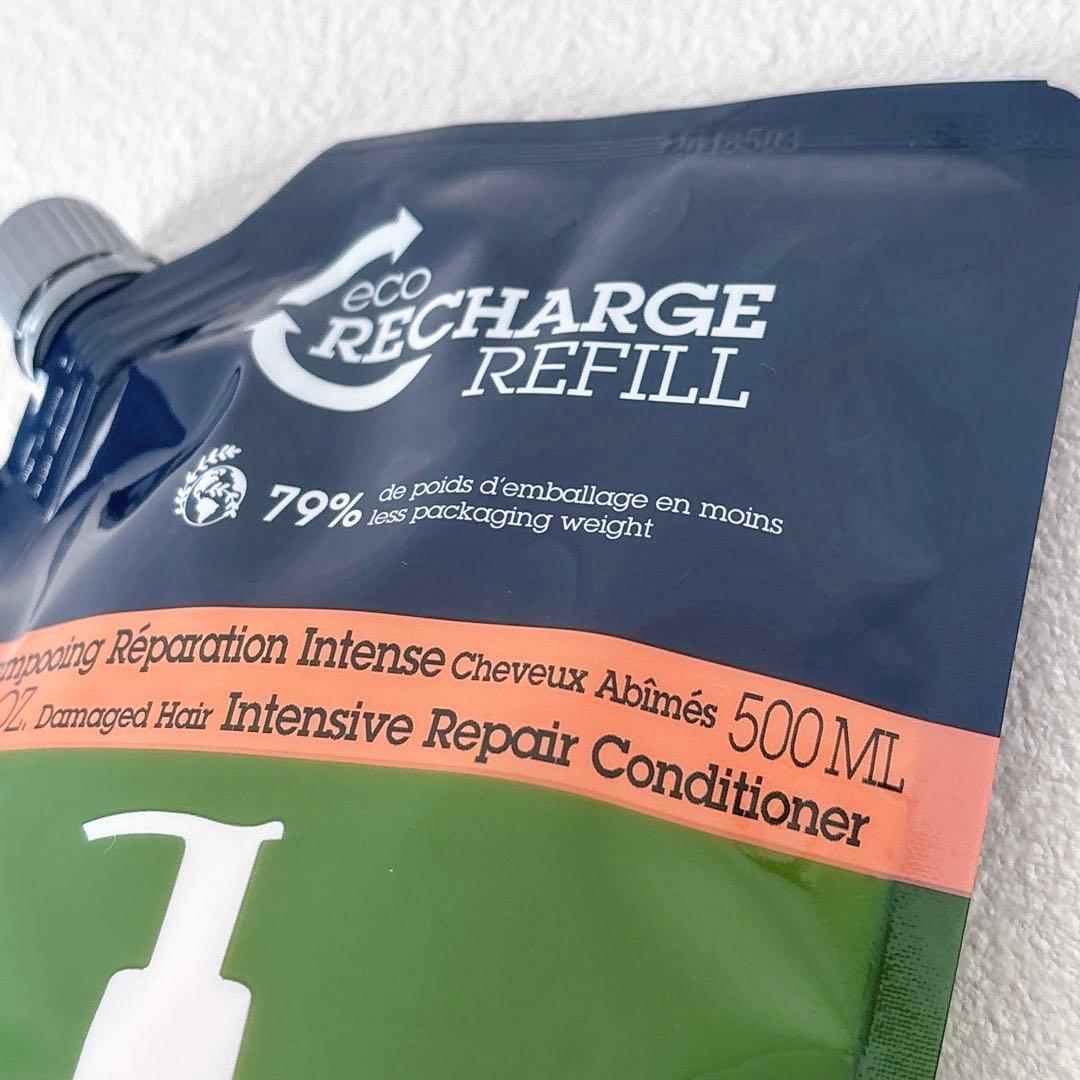 eco
RECHARGE
REFILL
79% de poids d'emballage en moins
less packaging weight
Réparation Intense Cheveux Abîmés 500 ML
OZ. Damaged Hair Intensive Repair Conditioner